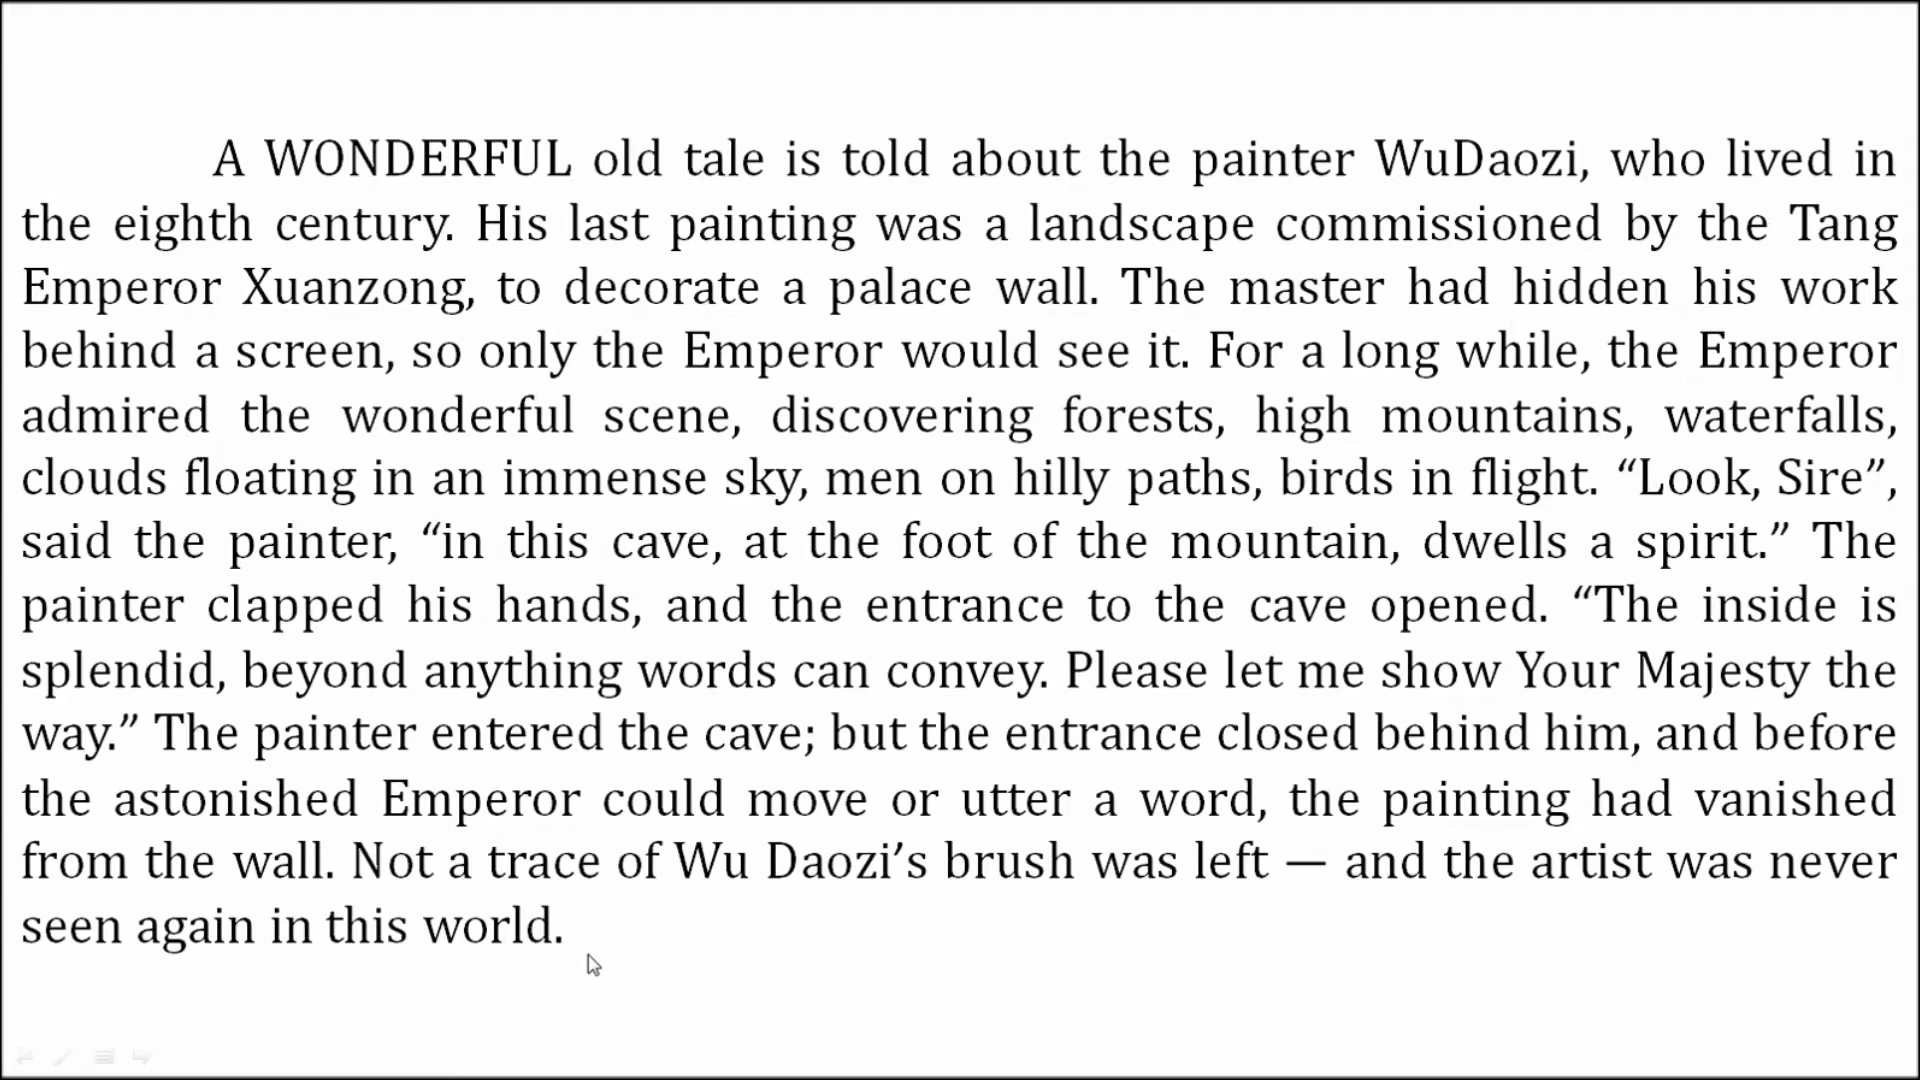 A WONDERFUL old tale is told about the painter WuDaozi, who lived in
the eighth century. His last painting was a landscape commissioned by the Tang
Emperor Xuanzong, to decorate a palace wall. The master had hidden his work
behind a screen, so only the Emperor would see it. For a long while, the Emperor
admired the wonderful scene, discovering forests, high mountains, waterfalls,
clouds floating in an immense sky, men on hilly paths, birds in flight. “Look, Sire”,
said the painter, “in this cave, at the foot of the mountain, dwells a spirit.” The
painter clapped his hands, and the entrance to the cave opened. “The inside is
splendid, beyond anything words can convey. Please let me show Your Majesty the
way.” The painter entered the cave; but the entrance closed behind him, and before
the astonished Emperor could move or utter a word, the painting had vanished
from the wall. Not a trace of Wu Daozi’s brush was left — and the artist was never
seen again in this world.